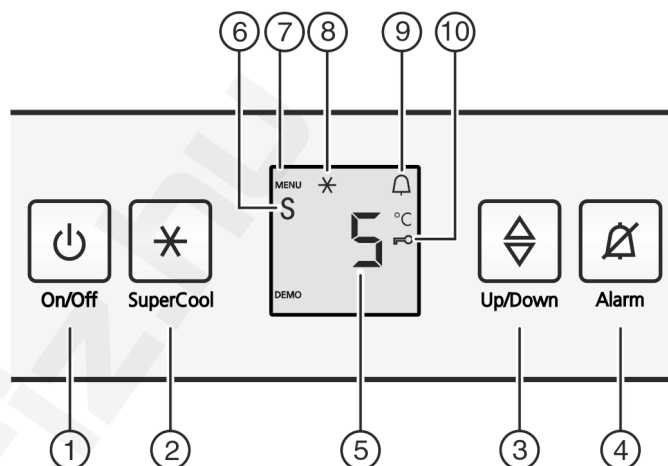 6 7 8 9 10
MENU
S
5 °C
DEMO
On/Off SuperCool Up/Down Alarm
1 2 5 3 4